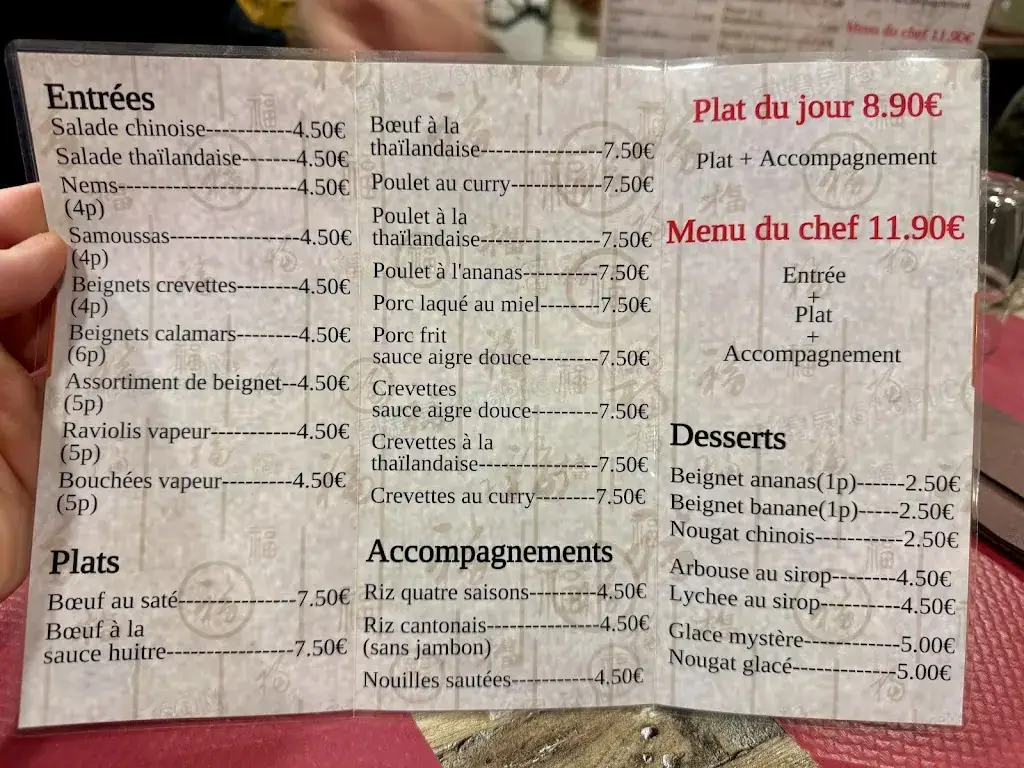 Entrées
Salade chinoise-----------4.50€
Salade thaïlandaise-------4.50€
Nems-----------------------4.50€
(4p)
Samoussas-----------------4.50€
(4p)
Beignets crevettes--------4.50€
(4p)
Beignets calamars--------4.50€
(6p)
Assortiment de beignet--4.50€
(5p)
Raviolis vapeur-----------4.50€
(5p)
Bouchées vapeur---------4.50€
(5p)
Plats
Bœuf au saté---------------7.50€
Bœuf à la
sauce huitre----------------7.50€
Bœuf à la
thaïlandaise----------------7.50€
Poulet au curry------------7.50€
Poulet à la
thaïlandaise----------------7.50€
Poulet à l'ananas----------7.50€
Porc laqué au miel--------7.50€
Porc frit
sauce aigre douce---------7.50€
Crevettes
sauce aigre douce---------7.50€
Crevettes à la
thaïlandaise----------------7.50€
Crevettes au curry--------7.50€
Accompagnements
Riz quatre saisons---------4.50€
Riz cantonais---------------4.50€
(sans jambon)
Nouilles sautées-----------4.50€
Plat du jour 8.90€
Plat + Accompagnement
Menu du chef 11.90€
Entrée
+
Plat
+
Accompagnement
Desserts
Beignet ananas(1p)------2.50€
Beignet banane(1p)-----2.50€
Nougat chinois-----------2.50€
Arbouse au sirop--------4.50€
Lychee au sirop----------4.50€
Glace mystère------------5.00€
Nougat glacé-------------5.00€
Menu du chef 11.90€